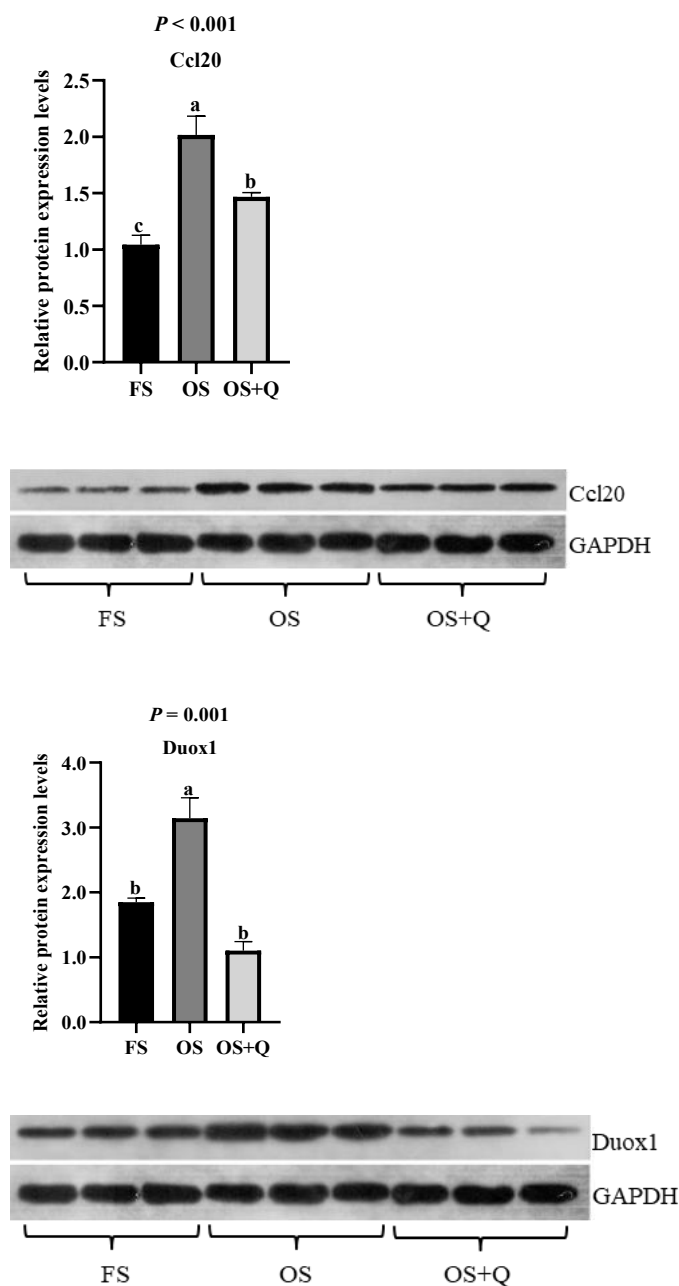 P < 0.001
Ccl20
Relative protein expression levels
2.5
2.0
1.5
1.0
0.5
0.0
a
b
c
FS OS OS+Q
Ccl20
GAPDH
FS OS OS+Q
P = 0.001
Duox1
Relative protein expression levels
4.0
3.0
2.0
1.0
0.0
a
b
b
FS OS OS+Q
Duox1
GAPDH
FS OS OS+Q